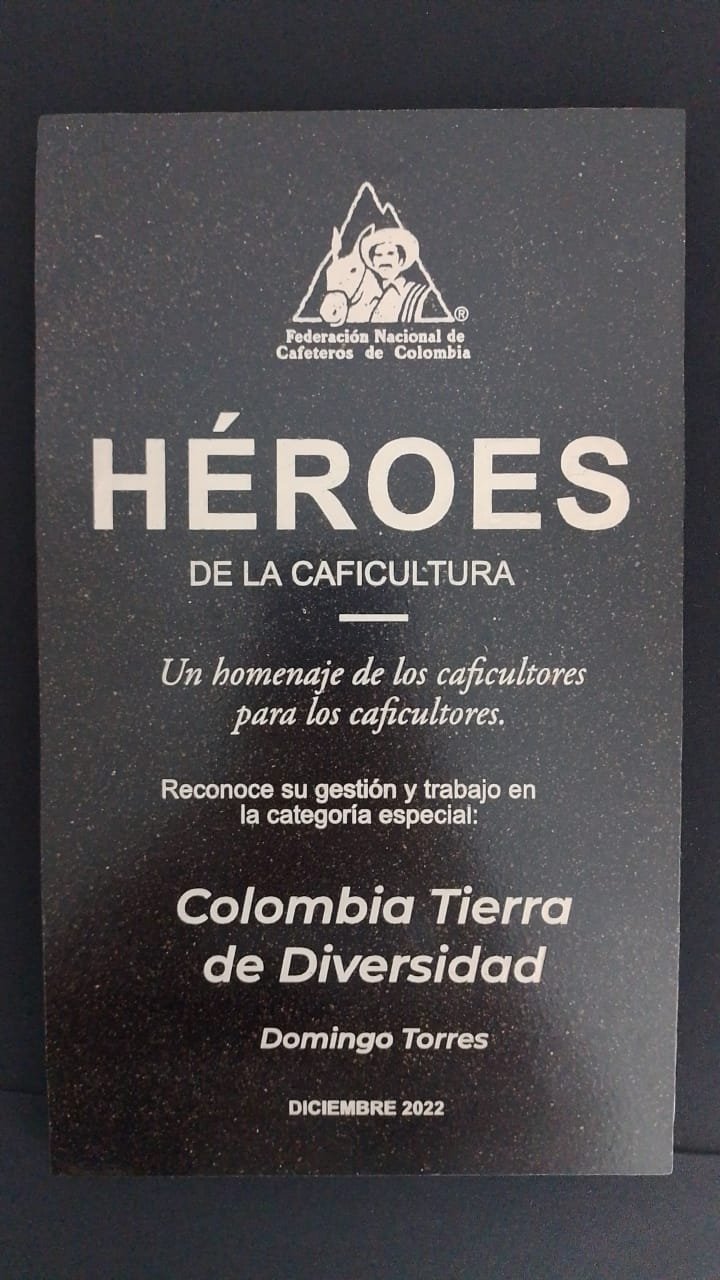 ®
Federación Nacional de
Cafeteros de Colombia
HÉROES
DE LA CAFICULTURA
Un homenaje de los caficultores
para los caficultores.
Reconoce su gestión y trabajo en
la categoría especial:
Colombia Tierra
de Diversidad
Domingo Torres
DICIEMBRE 2022